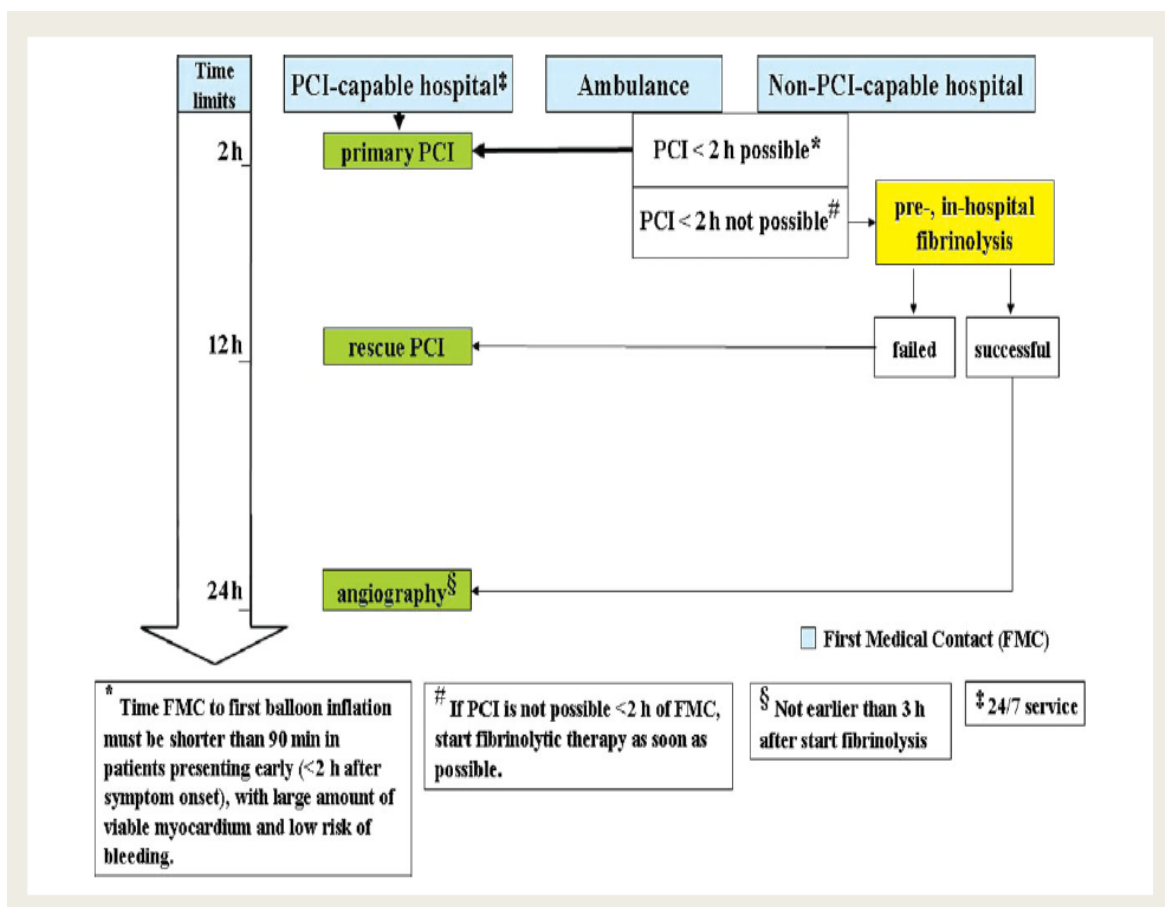 Time
limits
PCI-capable hospital‡
Ambulance
Non-PCI-capable hospital
2h
primary PCI
PCI < 2 h possible*
PCI < 2 h not possible#
pre-, in-hospital
fibrinolysis
12h
rescue PCI
failed
successful
24h
angiography§
First Medical Contact (FMC)
* Time FMC to first balloon inflation
must be shorter than 90 min in
patients presenting early (<2 h after
symptom onset), with large amount of
viable myocardium and low risk of
bleeding.
# If PCI is not possible <2 h of FMC,
start fibrinolytic therapy as soon as
possible.
§ Not earlier than 3 h
after start fibrinolysis
‡ 24/7 service